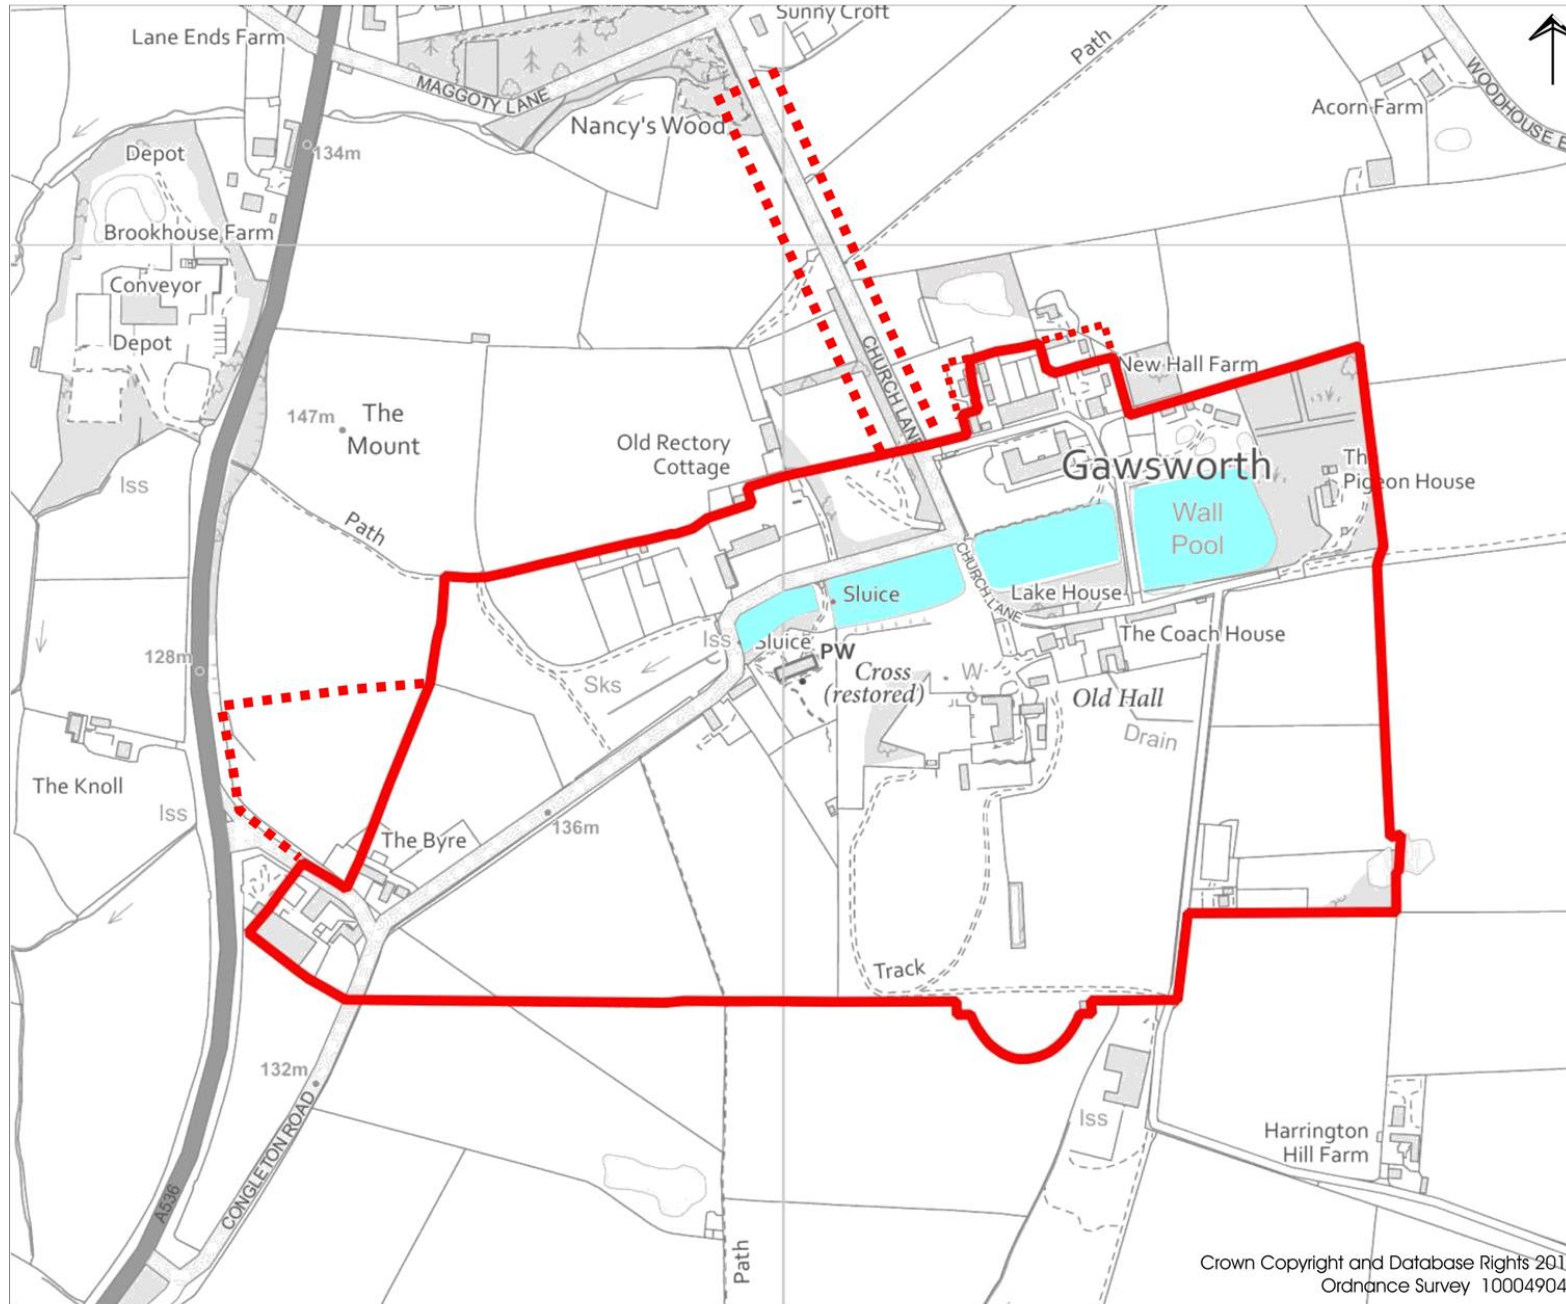 Sunny Croft
Lane Ends Farm
Path
MAGGOTY LANE
WOODHOUSE E
Acorn Farm
Nancy's Wood
134m
Depot
Brookhouse Farm
Conveyor
Depot
CHURCH LANE
New Hall Farm
147m
The
Mount
Old Rectory
Cottage
Gawsworth
Th
Pigeon House
Iss
Wall
Pool
Path
CHURCH LANE
Sluice
Lake House
The Coach House
Iss
Sluice
PW
128m
Sks
Cross
(restored)
W
Old Hall
Drain
The Knoll
Iss
136m
The Byre
Track
132m
Iss
CONGLETON ROAD
A536
Path
Harrington
Hill Farm
Crown Copyright and Database Rights 201
Ordnance Survey 10004904